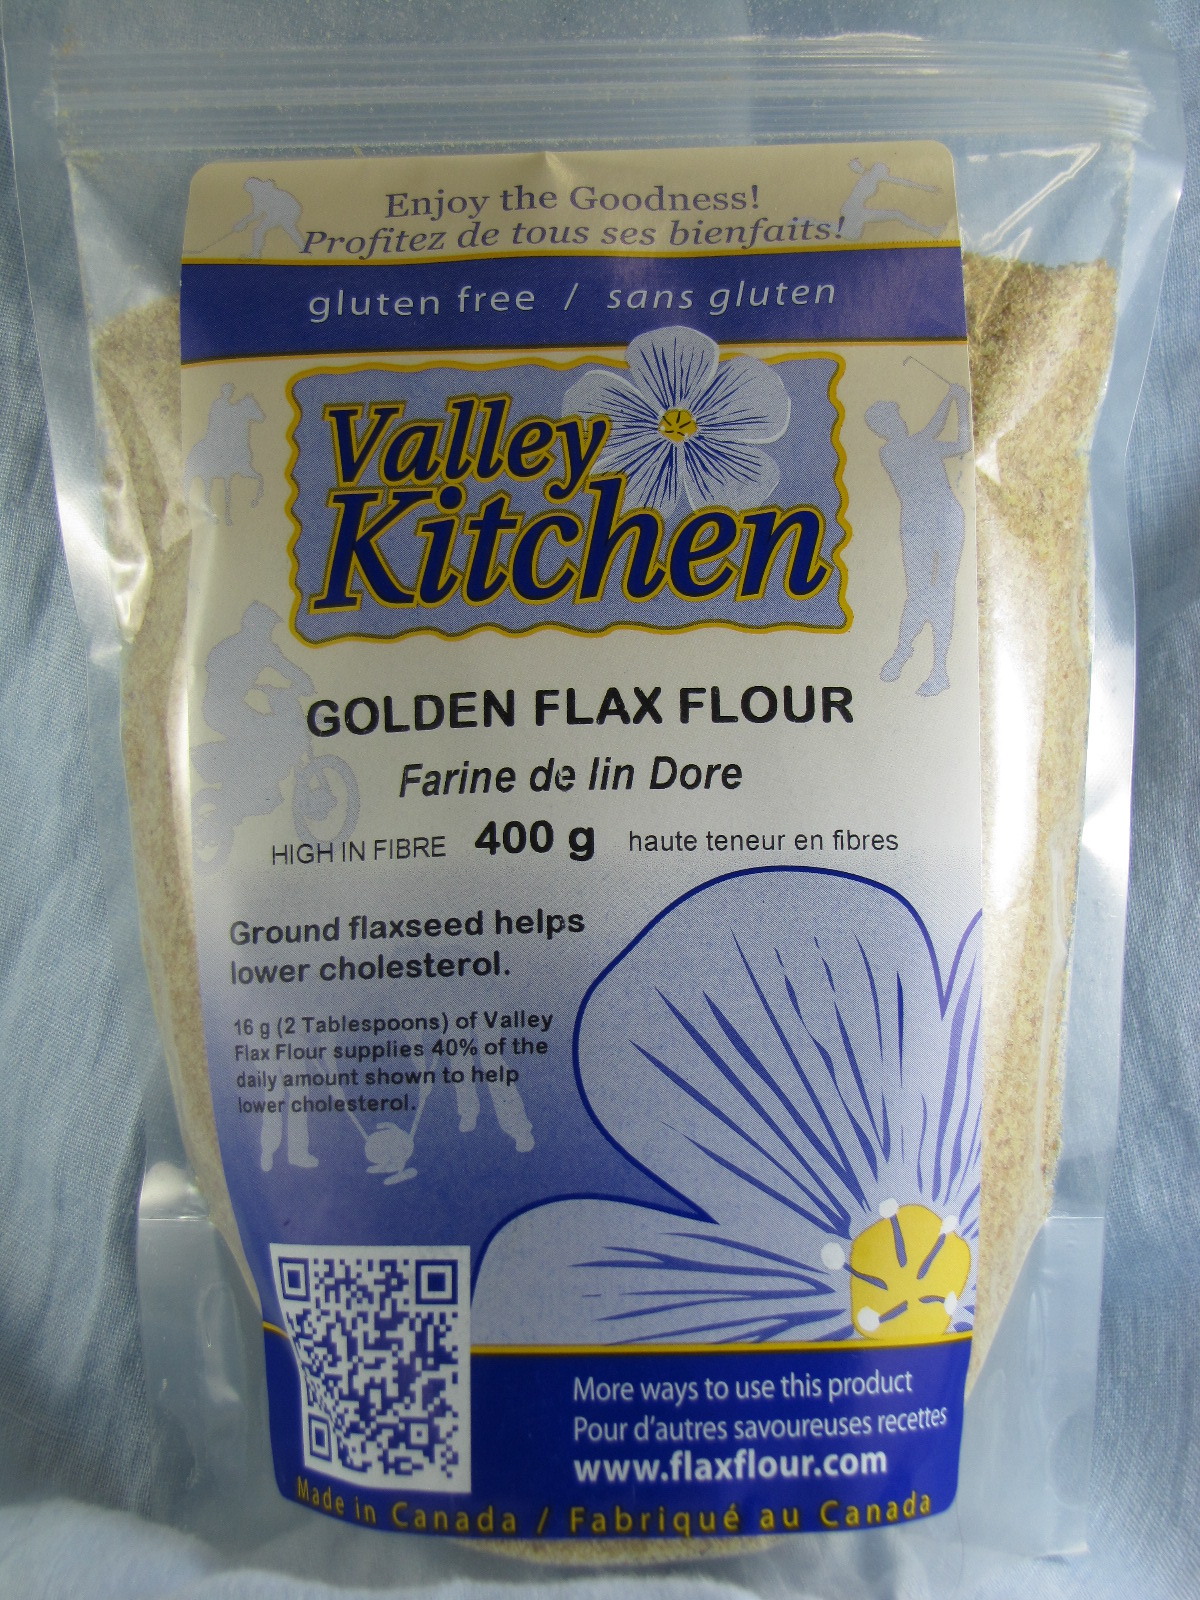 Enjoy the Goodness!
Profitez de tous ses bienfaits!
gluten free / sans gluten
Valley
Kitchen
GOLDEN FLAX FLOUR
Farine de lin Dore
HIGH IN FIBRE 400 g haute teneur en fibres
Ground flaxseed helps
lower cholesterol.
16 g (2 Tablespoons) of Valley
Flax Flour supplies 40% of the
daily amount shown to help
lower cholesterol.
More ways to use this product
Pour d'autres savoureuses recettes
www.flaxflour.com
Made in Canada / Fabriqué au Canada